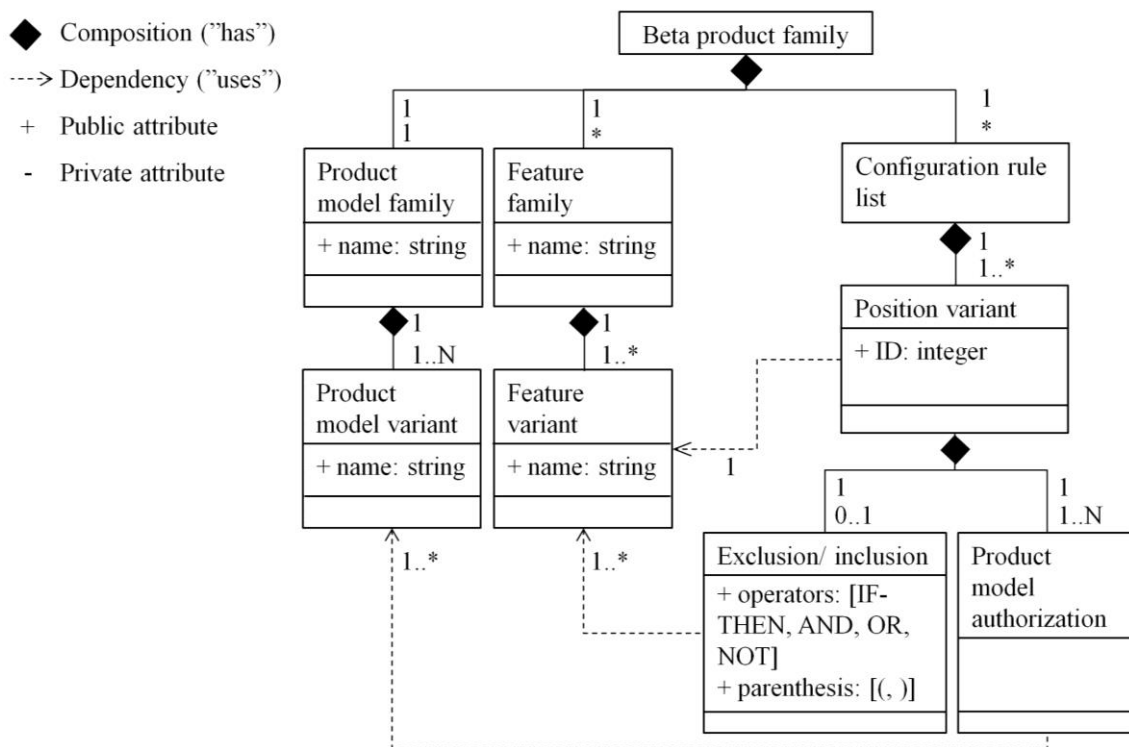 Composition (”has”)
Dependency (”uses”)
+ Public attribute
- Private attribute
Beta product family
1
1
1
*
1
*
Product
model family
+ name: string
Feature
family
+ name: string
Configuration rule
list
1
1..N
1
1..*
1
1..*
Product
model variant
+ name: string
Feature
variant
+ name: string
Position variant
+ ID: integer
1
1..*
1..*
1
0..1
1
1..N
Exclusion/ inclusion
+ operators: [IF-
THEN, AND, OR,
NOT]
+ parenthesis: [(, )]
Product
model
authorization